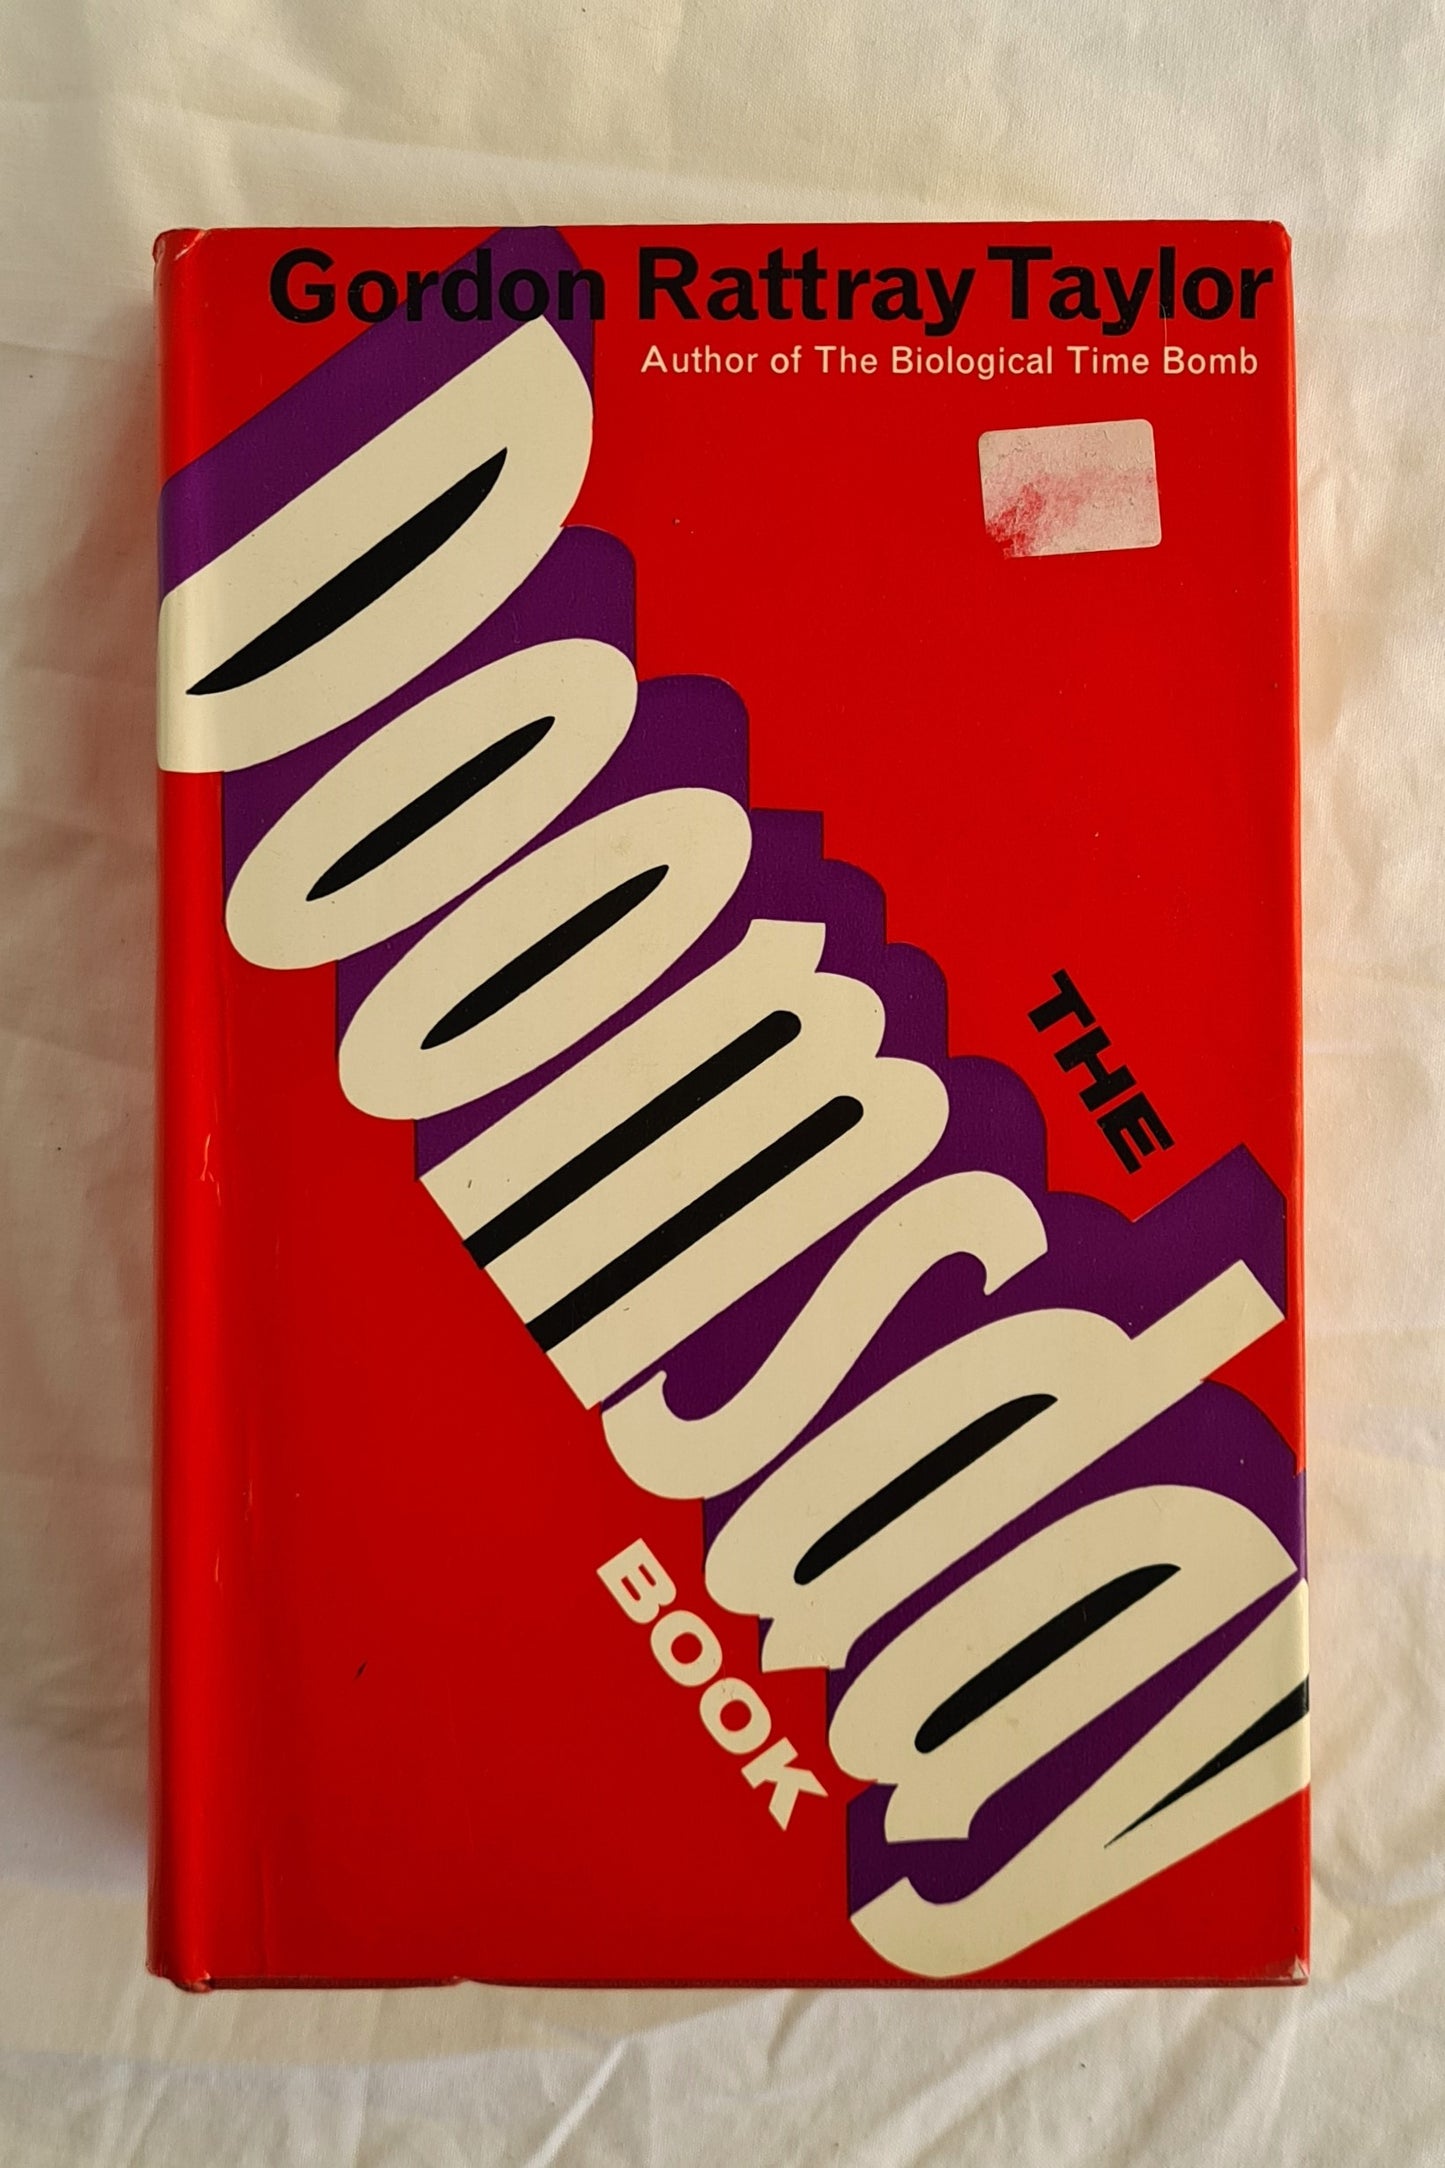 Gordon Rattray Taylor
Author of The Biological Time Bomb
THE
Doomsday
BOOK